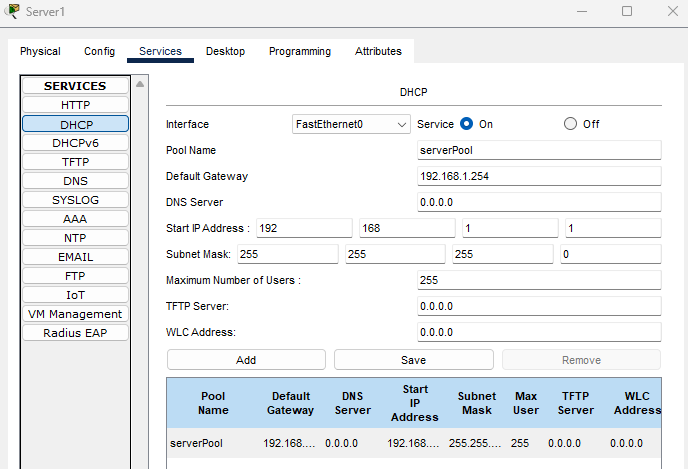 Server1
Physical Config Services Desktop Programming Attributes
SERVICES
HTTP
DHCP
DHCPv6
TFTP
DNS
SYSLOG
AAA
NTP
EMAIL
FTP
IoT
VM Management
Radius EAP
DHCP
Interface FastEthernet0 Service On Off
Pool Name serverPool
Default Gateway 192.168.1.254
DNS Server 0.0.0.0
Start IP Address : 192 168 1 1
Subnet Mask: 255 255 255 0
Maximum Number of Users : 255
TFTP Server: 0.0.0.0
WLC Address: 0.0.0.0
Add Save Remove
Pool Name Default Gateway DNS Server Start IP Address Subnet Mask Max User TFTP Server WLC Address
serverPool 192.168.... 0.0.0.0 192.168.... 255.255.... 255 0.0.0.0 0.0.0.0